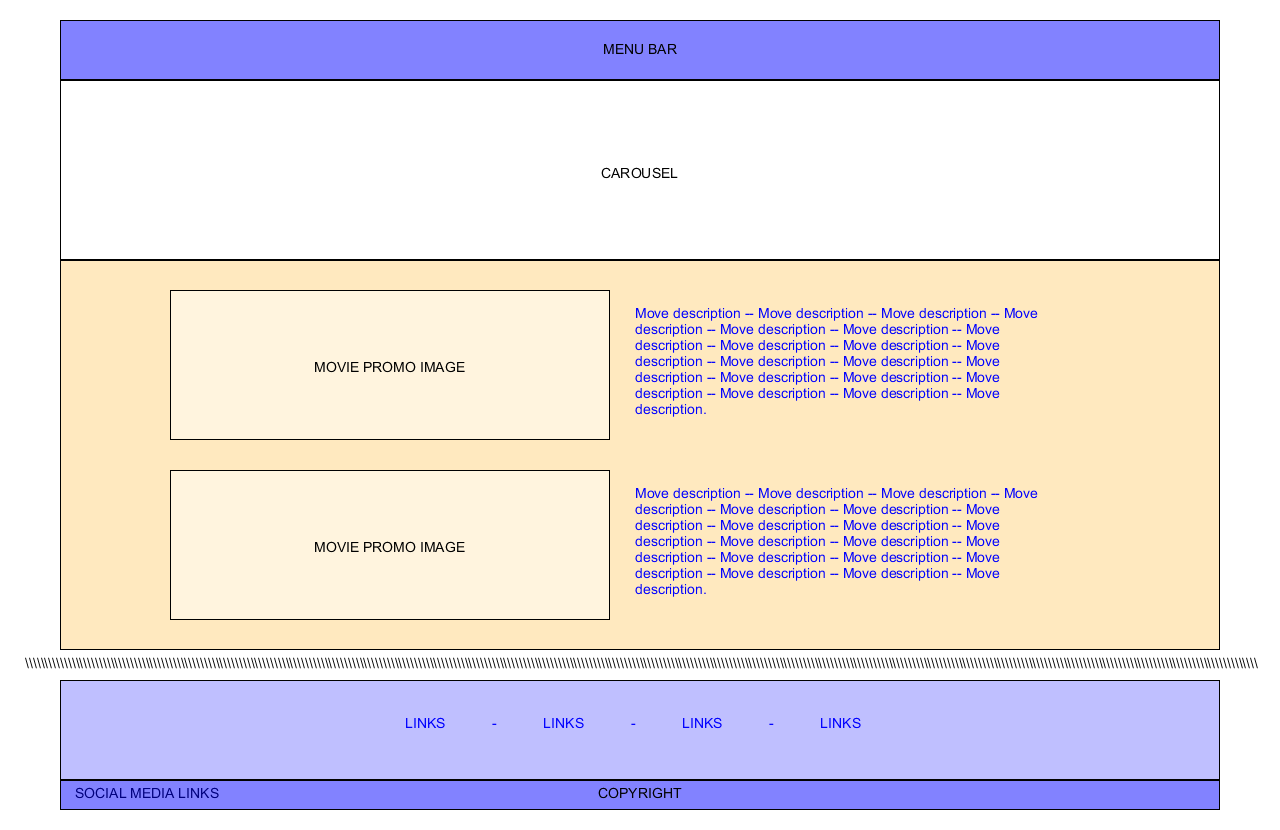 MENU BAR
CAROUSEL
MOVIE PROMO IMAGE
Move description -- Move description -- Move description -- Move
description -- Move description -- Move description -- Move
description -- Move description -- Move description -- Move
description -- Move description -- Move description -- Move
description -- Move description -- Move description -- Move
description -- Move description -- Move description -- Move
description.
MOVIE PROMO IMAGE
Move description -- Move description -- Move description -- Move
description -- Move description -- Move description -- Move
description -- Move description -- Move description -- Move
description -- Move description -- Move description -- Move
description -- Move description -- Move description -- Move
description -- Move description -- Move description -- Move
description.
LINKS - LINKS - LINKS - LINKS
SOCIAL MEDIA LINKS COPYRIGHT